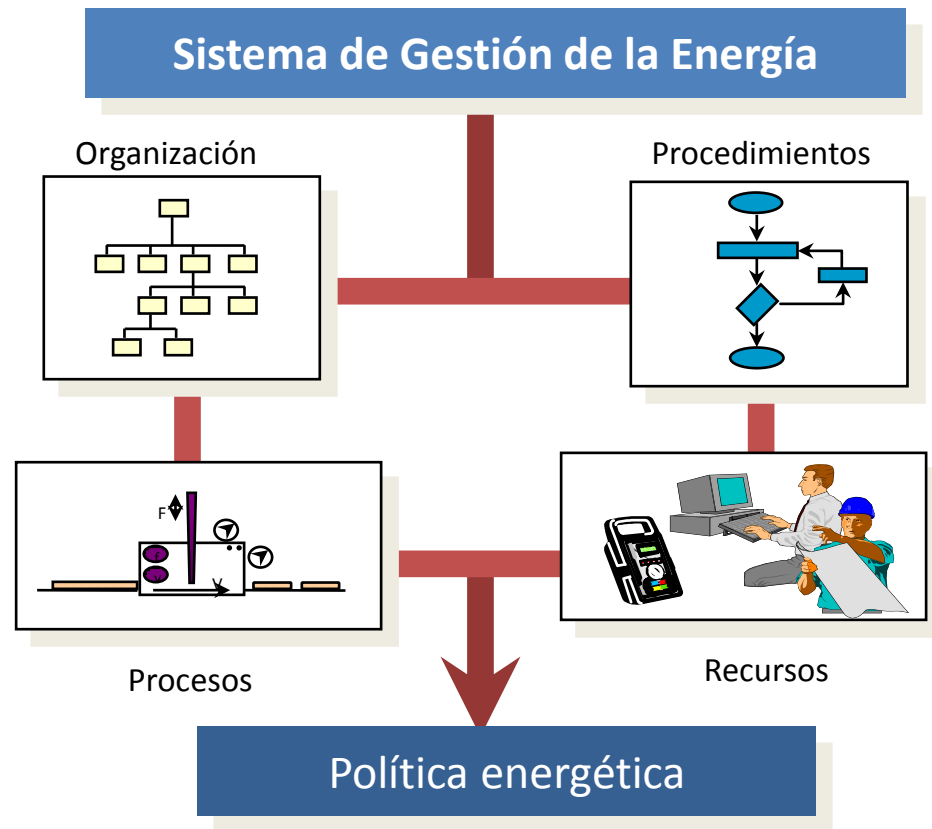 Sistema de Gestión de la Energía
Organización
Procedimientos
F
f
V
Procesos
Recursos
Política energética